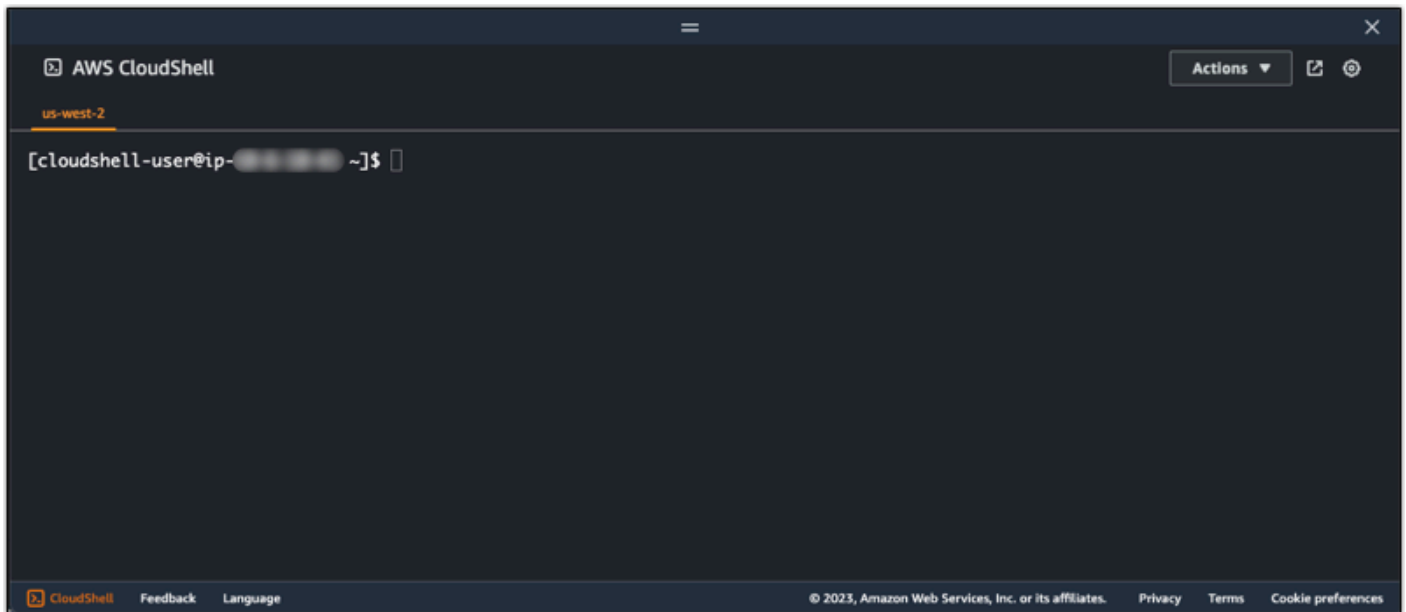 AWS CloudShell Actions
us-west-2
[cloudshell-user@ip- ~]$
CloudShell Feedback Language © 2023, Amazon Web Services, Inc. or its affiliates. Privacy Terms Cookie preferences